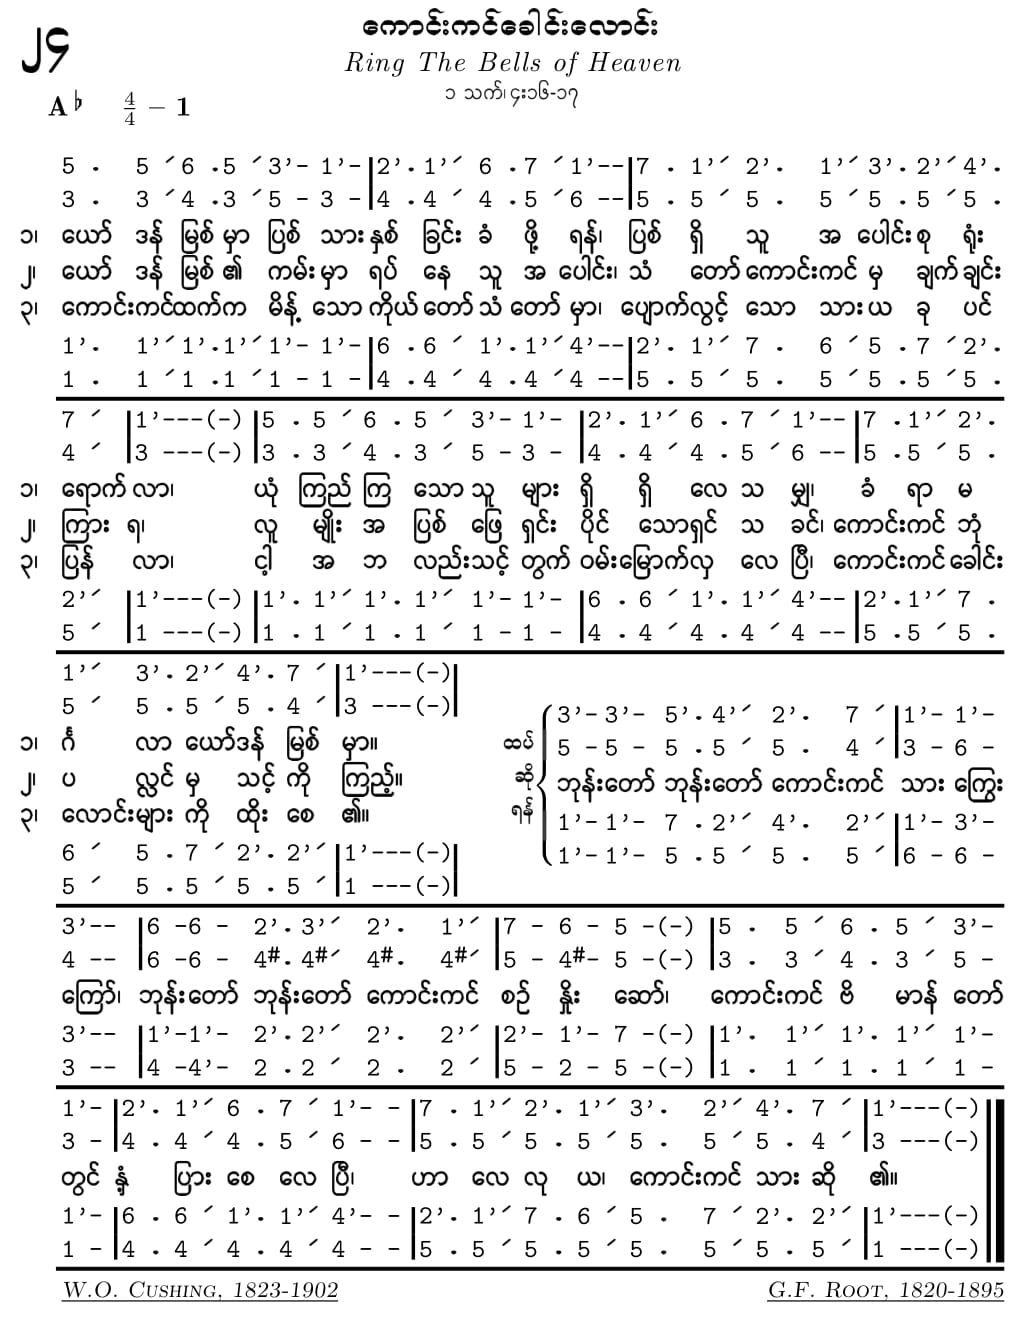 ၂၄
ကောင်းကင်ခေါင်းလောင်း
Ring The Bells of Heaven
၁ သက်၊ ၄း၁၆-၁၇
A♭ 4/4 – 1
5 . 5 ´ 6 . 5 ´ 3’- 1’- |2’. 1’´ 6 . 7 ´ 1’-- |7 . 1’´ 2’. 1’´ 3’. 2’´ 4’.
3 . 3 ´ 4 . 3 ´ 5 - 3 - |4 . 4 ´ 4 . 5 ´ 6 -- |5 . 5 ´ 5 . 5 ´ 5 . 5 ´ 5 .
၁၊ ယော် ဒန် မြစ် မှာ ပြစ် သား နှစ် ခြင်း ခံ ဖို့ ရန်၊ ပြစ် ရှိ သူ အ ပေါင်း စု ရုံး
၂၊ ယော် ဒန် မြစ် ၏ ကမ်း မှာ ရပ် နေ သူ အ ပေါင်း၊ သံ တော် ကောင်းကင် မှ ချက် ချင်း
၃၊ ကောင်းကင်ထက်က မိန့် သော ကိုယ် တော် သံ တော် မှာ၊ ပျောက်လွင့် သော သား ယ ခု ပင်
1’. 1’´ 1’. 1’´ 1’- 1’- |6 . 6 ´ 1’. 1’´ 4’-- |2’. 1’´ 7 . 6 ´ 5 . 7 ´ 2’.
1 . 1 ´ 1 . 1 ´ 1 - 1 - |4 . 4 ´ 4 . 4 ´ 4 -- |5 . 5 ´ 5 . 5 ´ 5 . 5 ´ 5 .
7 ´ |1’---(-) |5 . 5 ´ 6 . 5 ´ 3’- 1’- |2’. 1’´ 6 . 7 ´ 1’-- |7 . 1’´ 2’.
4 ´ |3 ---(-) |3 . 3 ´ 4 . 3 ´ 5 - 3 - |4 . 4 ´ 4 . 5 ´ 6 -- |5 . 5 ´ 5 .
၁၊ ရောက် လာ၊ ယုံ ကြည် ကြ သော သူ များ ရှိ ရှိ လေ သ မျှ၊ ခံ ရာ မ
၂၊ ကြား ရ၊ လူ မျိုး အ ပြစ် ဖြေ ရှင်း ပိုင် သောရှင် သ ခင်၊ ကောင်းကင် ဘုံ
၃၊ ပြန် လာ၊ ငါ့ အ ဘ လည်းသင့် တွက် ဝမ်းမြောက်လှ လေ ပြီ၊ ကောင်းကင် ခေါင်း
2’´ |1’---(-) |1’. 1’´ 1’. 1’´ 1’- 1’- |6 . 6 ´ 1’. 1’´ 4’-- |2’. 1’´ 7 .
5 ´ |1 ---(-) |1 . 1 ´ 1 . 1 ´ 1 - 1 - |4 . 4 ´ 4 . 4 ´ 4 -- |5 . 5 ´ 5 .
1’´ 3’. 2’´ 4’. 7 ´ |1’---(-)|
5 ´ 5 . 5 ´ 5 . 4 ´ |3 ---(-)|
၁၊ င်္ဂ လာ ယော်ဒန် မြစ် မှာ။
၂၊ ပ လ္လင် မှ သင့် ကို ကြည့်။
၃၊ လောင်းများ ကို ထိုး စေ ၏။
6 ´ 5 . 7 ´ 2’. 2’´ |1’---(-)|
5 ´ 5 . 5 ´ 5 . 5 ´ |1 ---(-)|
ထပ် ဆို ရန်
3’- 3’- 5’. 4’´ 2’. 7 ´ |1’- 1’-
5 - 5 - 5 . 5 ´ 5 . 4 ´ |3 - 6 -
ဘုန်းတော် ဘုန်းတော် ကောင်းကင် သား ကြွေး
1’- 1’- 7 . 2’´ 4’. 2’´ |1’- 3’-
1’- 1’- 5 . 5 ´ 5 . 5 ´ |6 - 6 -
3’-- |6 -6 - 2’. 3’´ 2’. 1’´ |7 - 6 - 5 -(-) |5 . 5 ´ 6 . 5 ´ 3’-
4 -- |6 -6 - 4#. 4#´ 4#. 4#´ |5 - 4#- 5 -(-) |3 . 3 ´ 4 . 3 ´ 5 -
ကြော်၊ ဘုန်းတော် ဘုန်းတော် ကောင်းကင် စဉ် နှိုး ဆော်၊ ကောင်းကင် ဗိ မာန် တော်
3’-- |1’-1’- 2’. 2’´ 2’. 2’´ |2’- 1’- 7 -(-) |1’. 1’´ 1’. 1’´ 1’-
3 -- |4 -4’- 2 . 2 ´ 2 . 2 ´ |5 - 2 - 5 -(-) |1 . 1 ´ 1 . 1 ´ 1 -
1’- |2’. 1’´ 6 . 7 ´ 1’- - |7 . 1’´ 2’. 1’´ 3’. 2’´ 4’. 7 ´ |1’---(-)
3 - |4 . 4 ´ 4 . 5 ´ 6 - - |5 . 5 ´ 5 . 5 ´ 5 . 5 ´ 5 . 4 ´ |3 ---(-)
တွင် နှံ့ ပြား စေ လေ ပြီ၊ ဟာ လေ လု ယ၊ ကောင်းကင် သား ဆို ၏။
1’- |6 . 6 ´ 1’. 1’´ 4’- - |2’. 1’´ 7 . 6 ´ 5 . 7 ´ 2’. 2’´ |1’---(-)
1 - |4 . 4 ´ 4 . 4 ´ 4 - - |5 . 5 ´ 5 . 5 ´ 5 . 5 ´ 5 . 5 ´ |1 ---(-)
W.O. CUSHING, 1823-1902 G.F. ROOT, 1820-1895